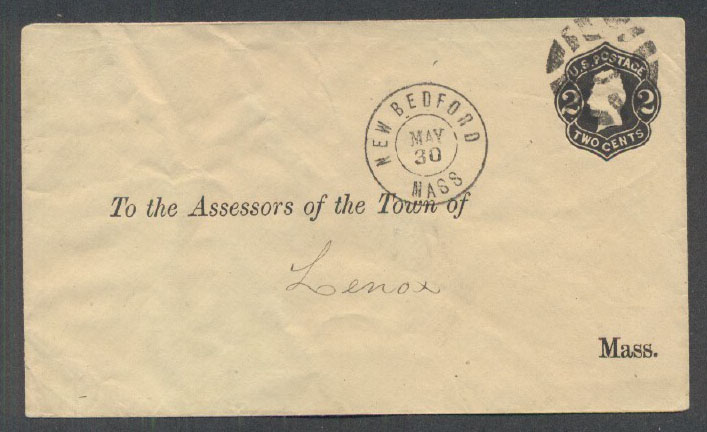 U.S. POSTAGE
2 2
TWO CENTS
NEW BEDFORD
MAY
30
MASS
To the Assessors of the Town of
Lenox
Mass.